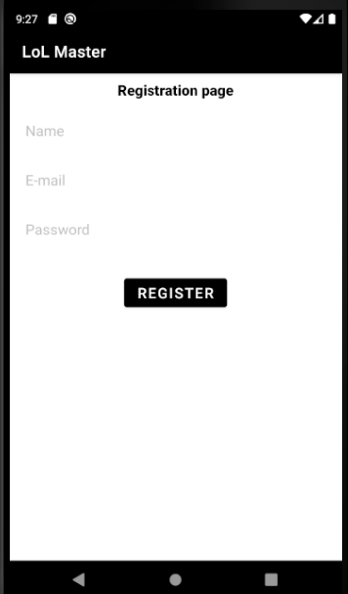 9:27
LoL Master
Registration page
Name
E-mail
Password
REGISTER